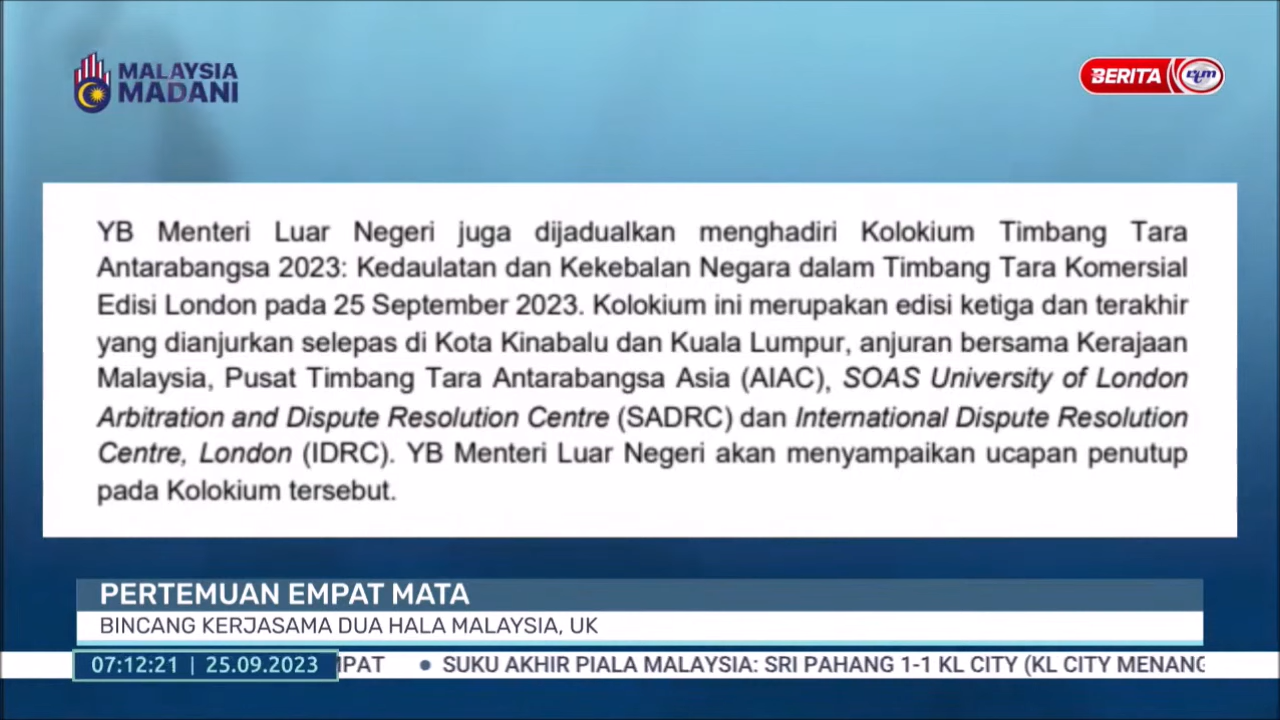 MALAYSIA
MADANI
BERITA rtm
YB Menteri Luar Negeri juga dijadualkan menghadiri Kolokium Timbang Tara
Antarabangsa 2023: Kedaulatan dan Kekebalan Negara dalam Timbang Tara Komersial
Edisi London pada 25 September 2023. Kolokium ini merupakan edisi ketiga dan terakhir
yang dianjurkan selepas di Kota Kinabalu dan Kuala Lumpur, anjuran bersama Kerajaan
Malaysia, Pusat Timbang Tara Antarabangsa Asia (AIAC), SOAS University of London
Arbitration and Dispute Resolution Centre (SADRC) dan International Dispute Resolution
Centre, London (IDRC). YB Menteri Luar Negeri akan menyampaikan ucapan penutup
pada Kolokium tersebut.
PERTEMUAN EMPAT MATA
BINCANG KERJASAMA DUA HALA MALAYSIA, UK
07:12:21 | 25.09.2023 MPAT • SUKU AKHIR PIALA MALAYSIA: SRI PAHANG 1-1 KL CITY (KL CITY MENANG